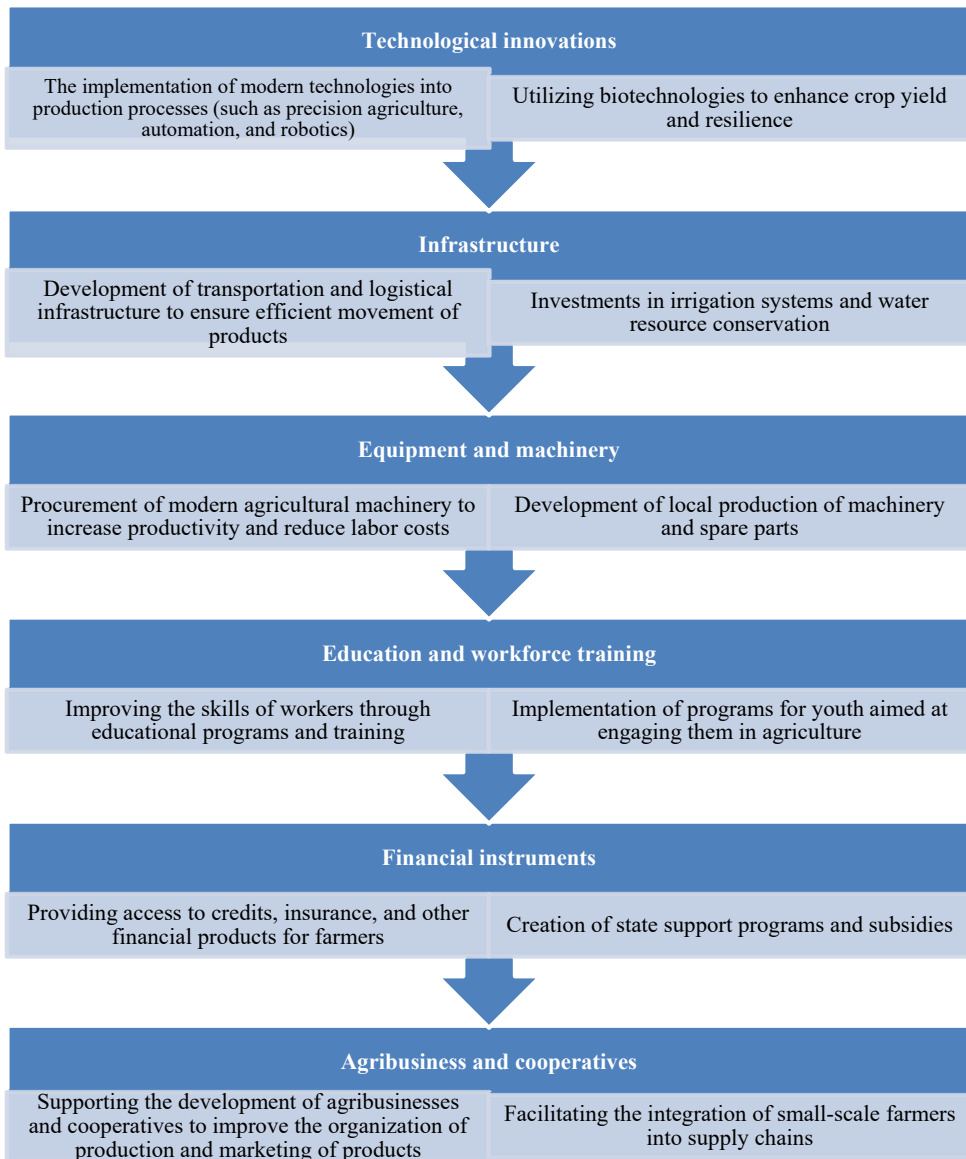 Technological innovations
The implementation of modern technologies into
production processes (such as precision agriculture,
automation, and robotics)
Utilizing biotechnologies to enhance crop yield
and resilience
Infrastructure
Development of transportation and logistical
infrastructure to ensure efficient movement of
products
Investments in irrigation systems and water
resource conservation
Equipment and machinery
Procurement of modern agricultural machinery to
increase productivity and reduce labor costs
Development of local production of machinery
and spare parts
Education and workforce training
Improving the skills of workers through
educational programs and training
Implementation of programs for youth aimed at
engaging them in agriculture
Financial instruments
Providing access to credits, insurance, and other
financial products for farmers
Creation of state support programs and subsidies
Agribusiness and cooperatives
Supporting the development of agribusinesses
and cooperatives to improve the organization of
production and marketing of products
Facilitating the integration of small-scale farmers
into supply chains